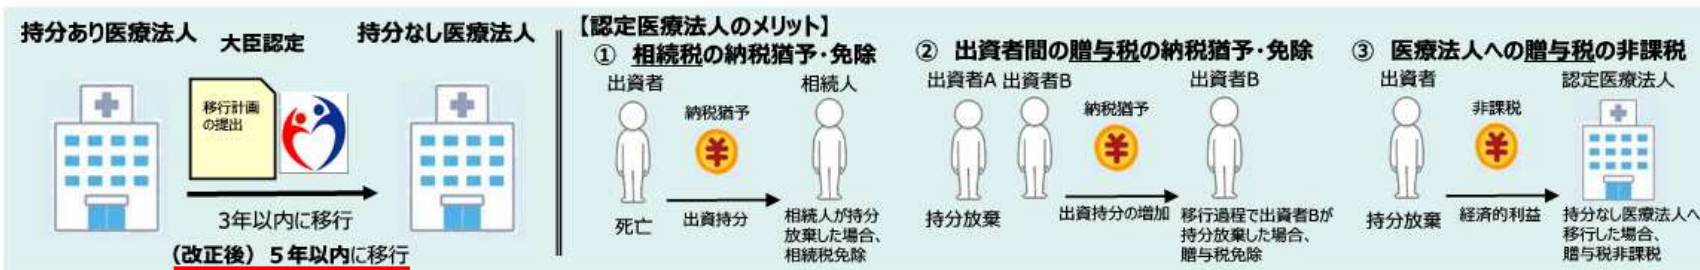 持分あり医療法人
大臣認定
持分なし医療法人
移行計画
の提出
3年以内に移行
(改正後) 5年以内に移行
【認定医療法人のメリット】
① 相続税の納税猶予・免除
出資者
相続人
納税猶予
¥
死亡
出資持分
相続人が持分
放棄した場合、
相続税免除
② 出資者間の贈与税の納税猶予・免除
出資者A 出資者B
出資者B
納税猶予
¥
持分放棄
出資持分の増加
移行過程で出資者Bが
持分放棄した場合、
贈与税免除
③ 医療法人への贈与税の非課税
出資者
認定医療法人
非課税
¥
持分放棄
経済的利益
持分なし医療法人へ
移行した場合、
贈与税非課税